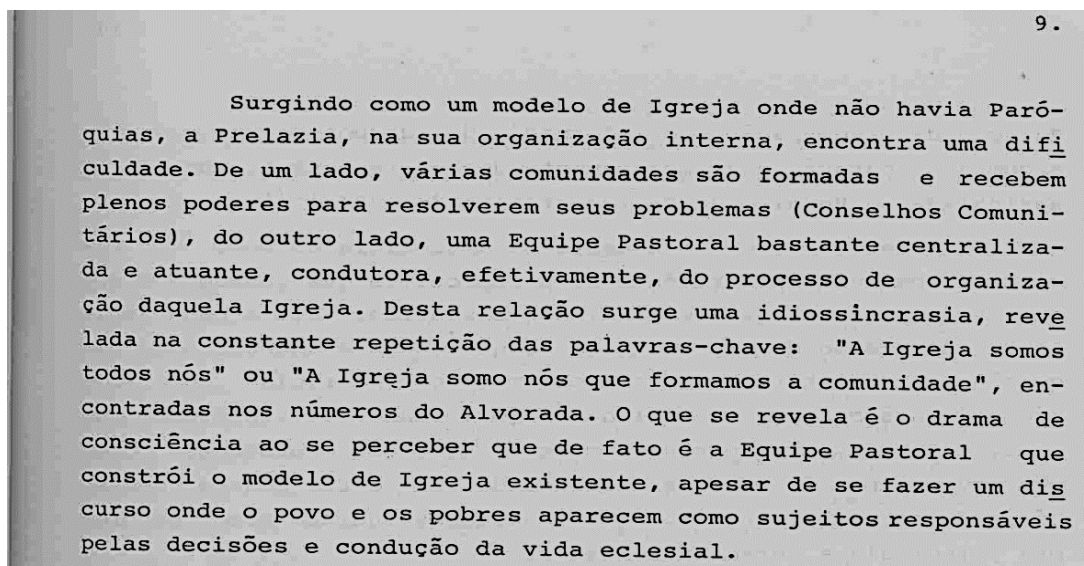 9.
Surgindo como um modelo de Igreja onde não havia Paró-
quias, a Prelazia, na sua organização interna, encontra uma difi
culdade. De um lado, várias comunidades são formadas e recebem
plenos poderes para resolverem seus problemas (Conselhos Comuni-
tários), do outro lado, uma Equipe Pastoral bastante centraliza-
da e atuante, condutora, efetivamente, do processo de organiza-
ção daquela Igreja. Desta relação surge uma idiossincrasia, reve
lada na constante repetição das palavras-chave: "A Igreja somos
todos nós" ou "A Igreja somo nós que formamos a comunidade", en-
contradas nos números do Alvorada. O que se revela é o drama de
consciência ao se perceber que de fato é a Equipe Pastoral que
constrói o modelo de Igreja existente, apesar de se fazer um dis
curso onde o povo e os pobres aparecem como sujeitos responsáveis
pelas decisões e condução da vida eclesial.